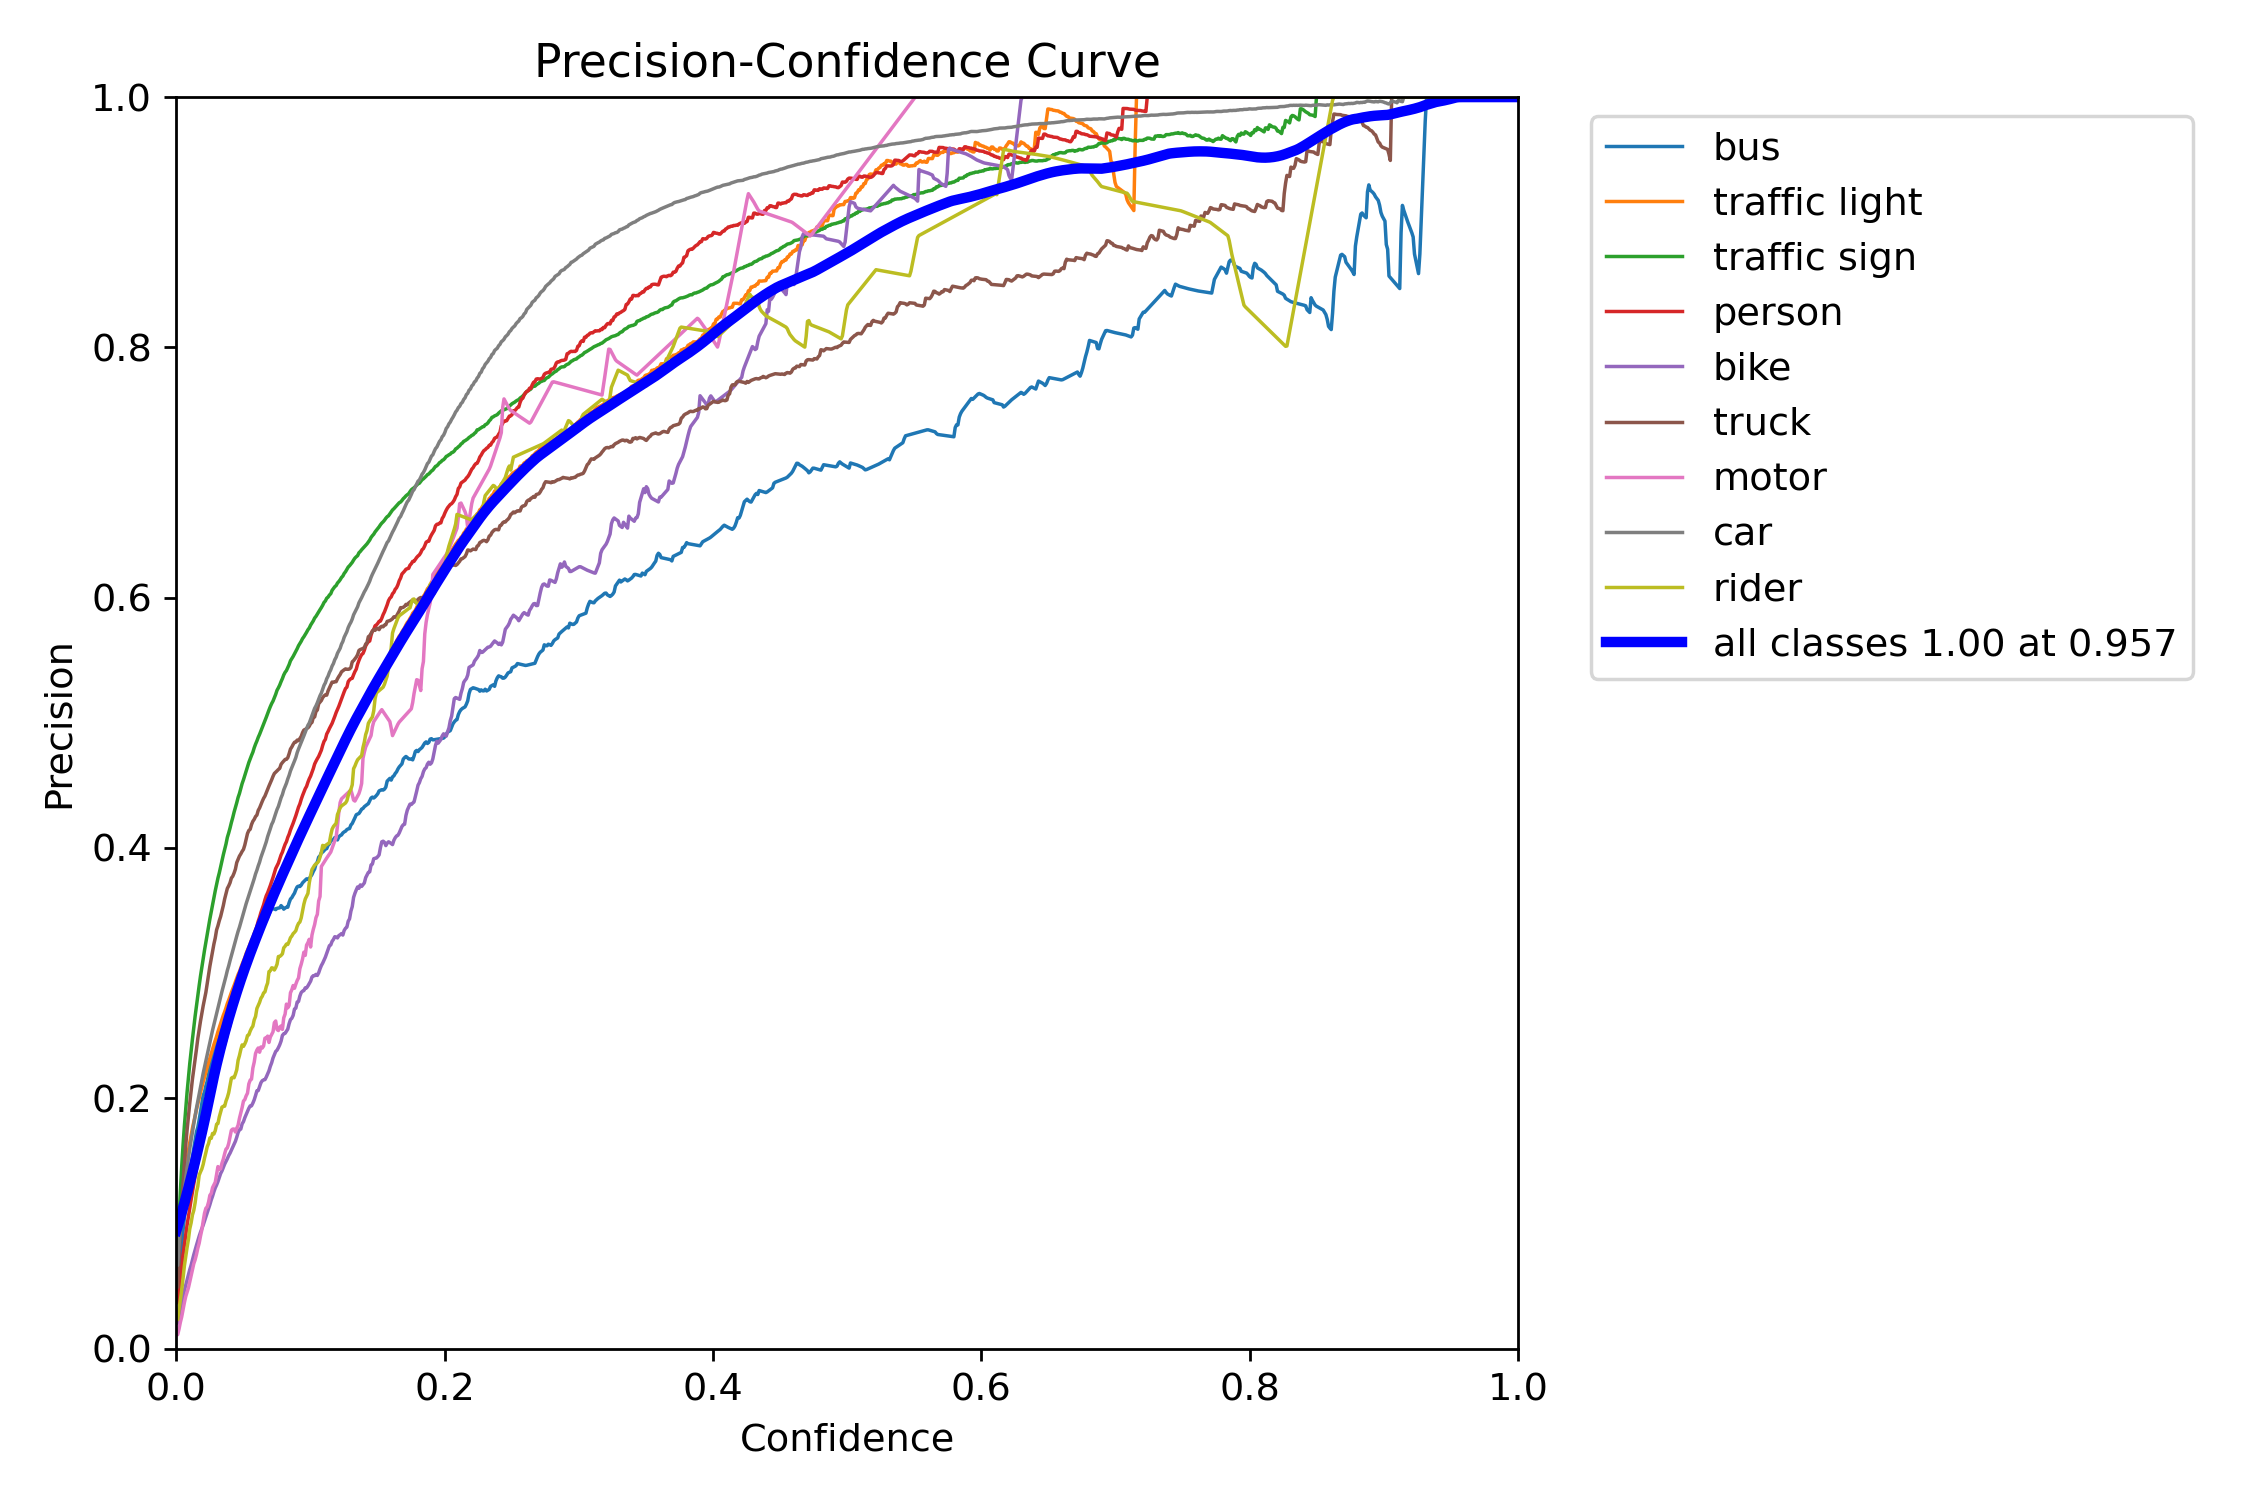 Precision-Confidence Curve
1.0
0.8
0.6
0.4
0.2
0.0
Precision
0.0 0.2 0.4 0.6 0.8 1.0
Confidence
bus
traffic light
traffic sign
person
bike
truck
motor
car
rider
all classes 1.00 at 0.957